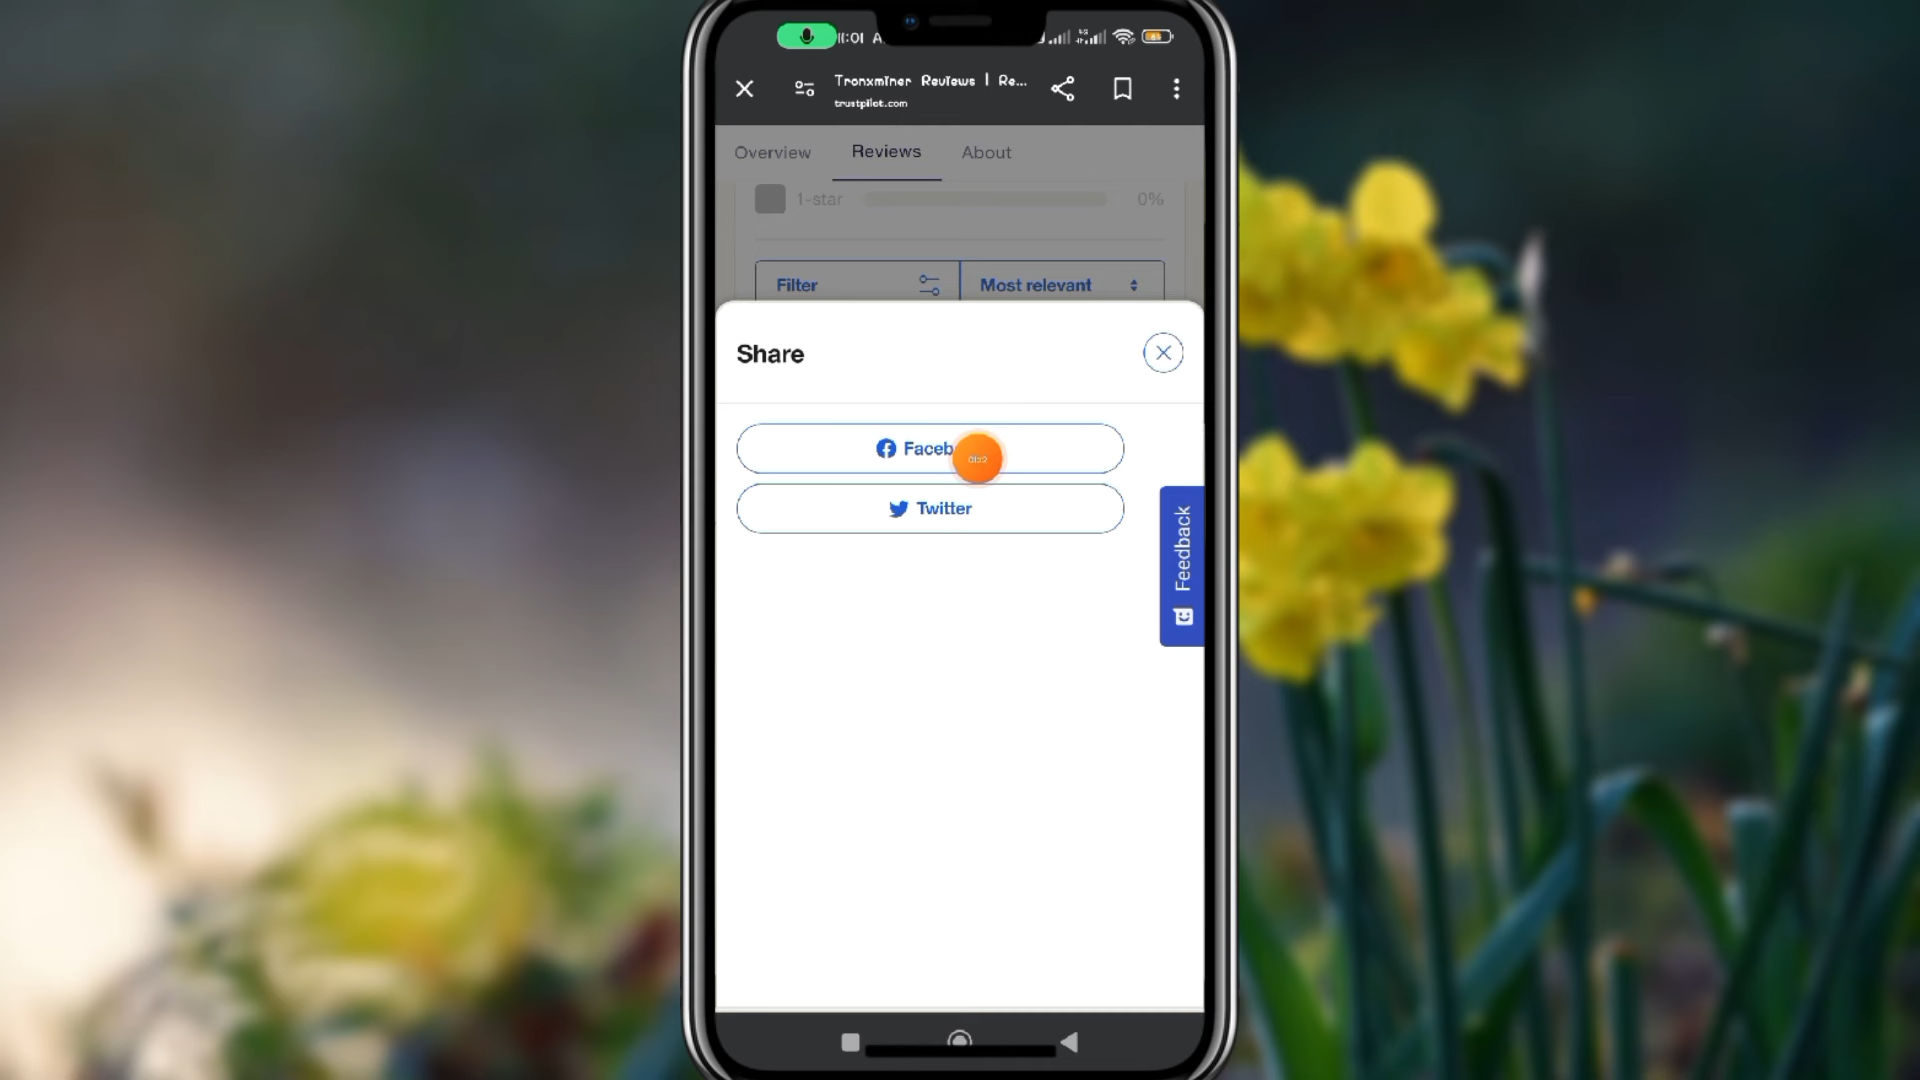 Tronxminer Reviews | Re...
trustpilot.com
Overview Reviews About
1-star 0%
Filter Most relevant
Share
Faceb
Twitter
Feedback